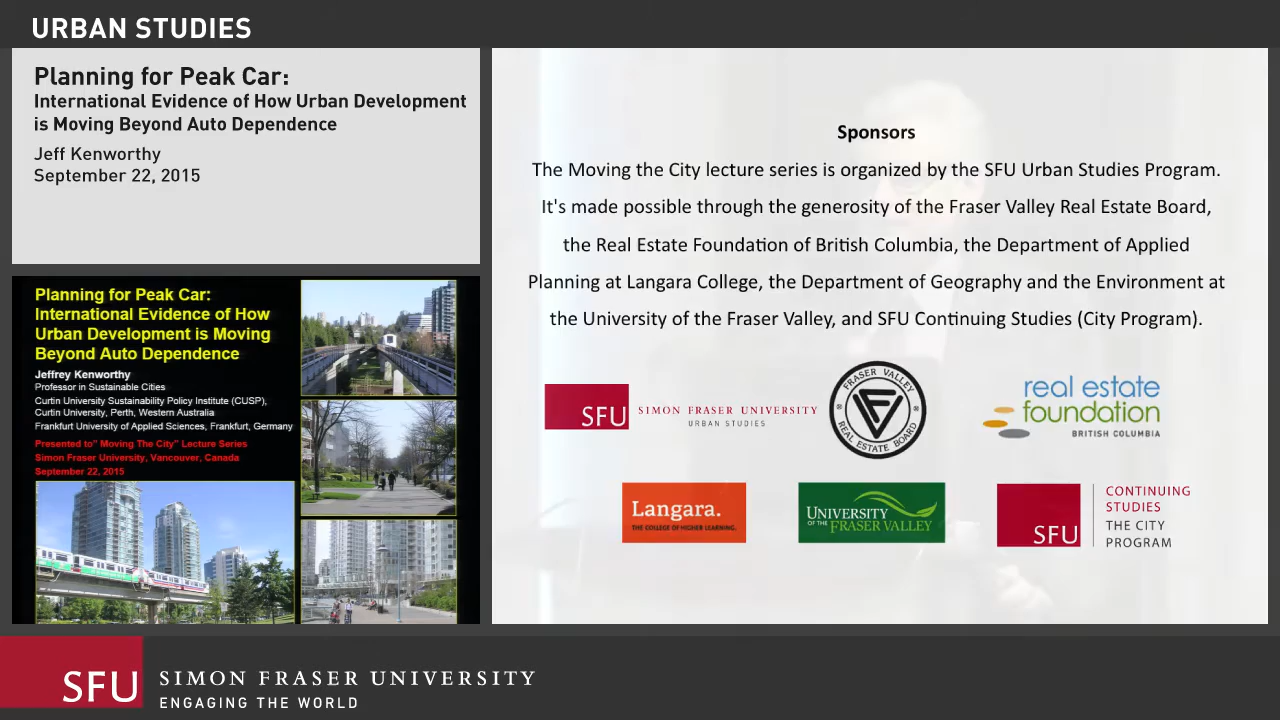 URBAN STUDIES
Planning for Peak Car:
International Evidence of How Urban Development
is Moving Beyond Auto Dependence
Jeff Kenworthy
September 22, 2015
Planning for Peak Car:
International Evidence of How
Urban Development is Moving
Beyond Auto Dependence
Jeffrey Kenworthy
Professor in Sustainable Cities
Curtin University Sustainability Policy Institute (CUSP),
Curtin University, Perth, Western Australia
Frankfurt University of Applied Sciences, Frankfurt, Germany
Presented to" Moving The City" Lecture Series
Simon Fraser University, Vancouver, Canada
September 22, 2015
Sponsors
The Moving the City lecture series is organized by the SFU Urban Studies Program.
It's made possible through the generosity of the Fraser Valley Real Estate Board,
the Real Estate Foundation of British Columbia, the Department of Applied
Planning at Langara College, the Department of Geography and the Environment at
the University of the Fraser Valley, and SFU Continuing Studies (City Program).
SFU SIMON FRASER UNIVERSITY
URBAN STUDIES
FRASER VALLEY
REAL ESTATE BOARD
real estate
foundation
BRITISH COLUMBIA
Langara.
THE COLLEGE OF HIGHER LEARNING.
UNIVERSITY
OF THE FRASER VALLEY
SFU
CONTINUING
STUDIES
THE CITY
PROGRAM
SFU
SIMON FRASER UNIVERSITY
ENGAGING THE WORLD